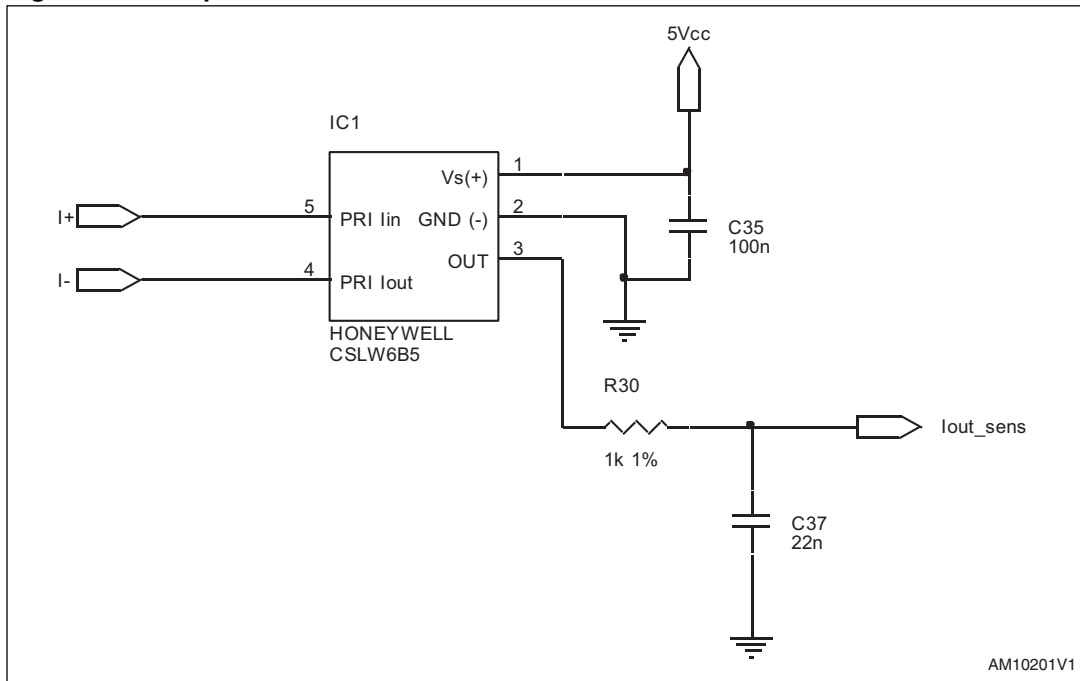 5Vcc
IC1
1
Vs(+)
I+
5
PRI Iin
GND (-)
2
C35
100n
OUT
3
I-
4
PRI Iout
HONEYWELL
CSLW6B5
R30
Iout_sens
1k 1%
C37
22n
AM10201V1